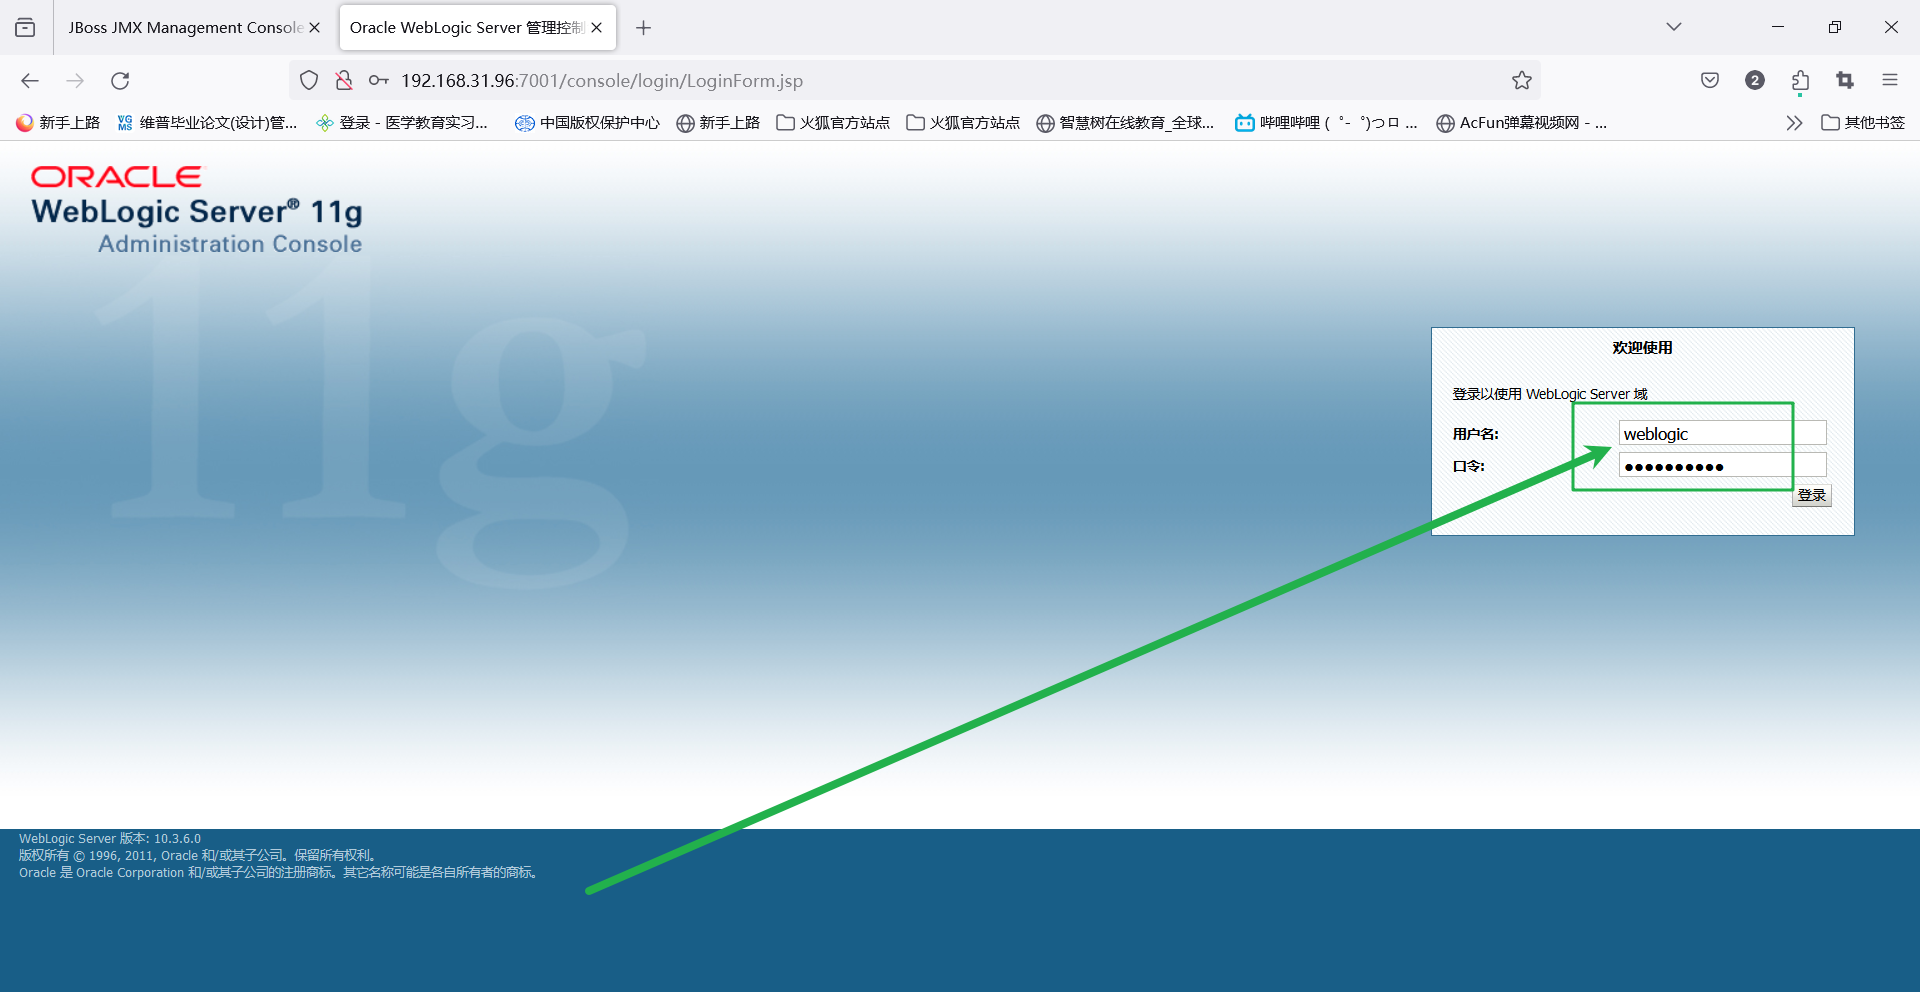 JBoss JMX Management Console
Oracle WebLogic Server 管理控制
192.168.31.96:7001/console/login/LoginForm.jsp
2
新手上路
维普毕业论文(设计)管...
登录 - 医学教育实习...
中国版权保护中心
新手上路
火狐官方站点
火狐官方站点
智慧树在线教育_全球...
哔哩哔哩 (゜-゜)つロ ...
AcFun弹幕视频网 - ...
其他书签
ORACLE
WebLogic Server® 11g
Administration Console
11g
欢迎使用
登录以使用 WebLogic Server 域
用户名: weblogic
口令: ●●●●●●●●●●
登录
WebLogic Server 版本: 10.3.6.0
版权所有 © 1996, 2011, Oracle 和/或其子公司。保留所有权利。
Oracle 是 Oracle Corporation 和/或其子公司的注册商标。其它名称可能是各自所有者的商标。